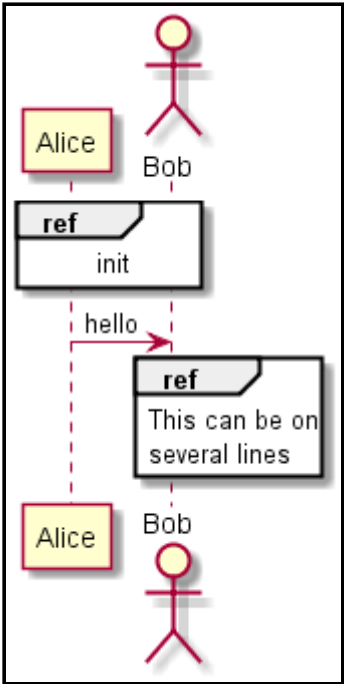 Alice
Bob
ref
init
hello
ref
This can be on
several lines
Alice
Bob